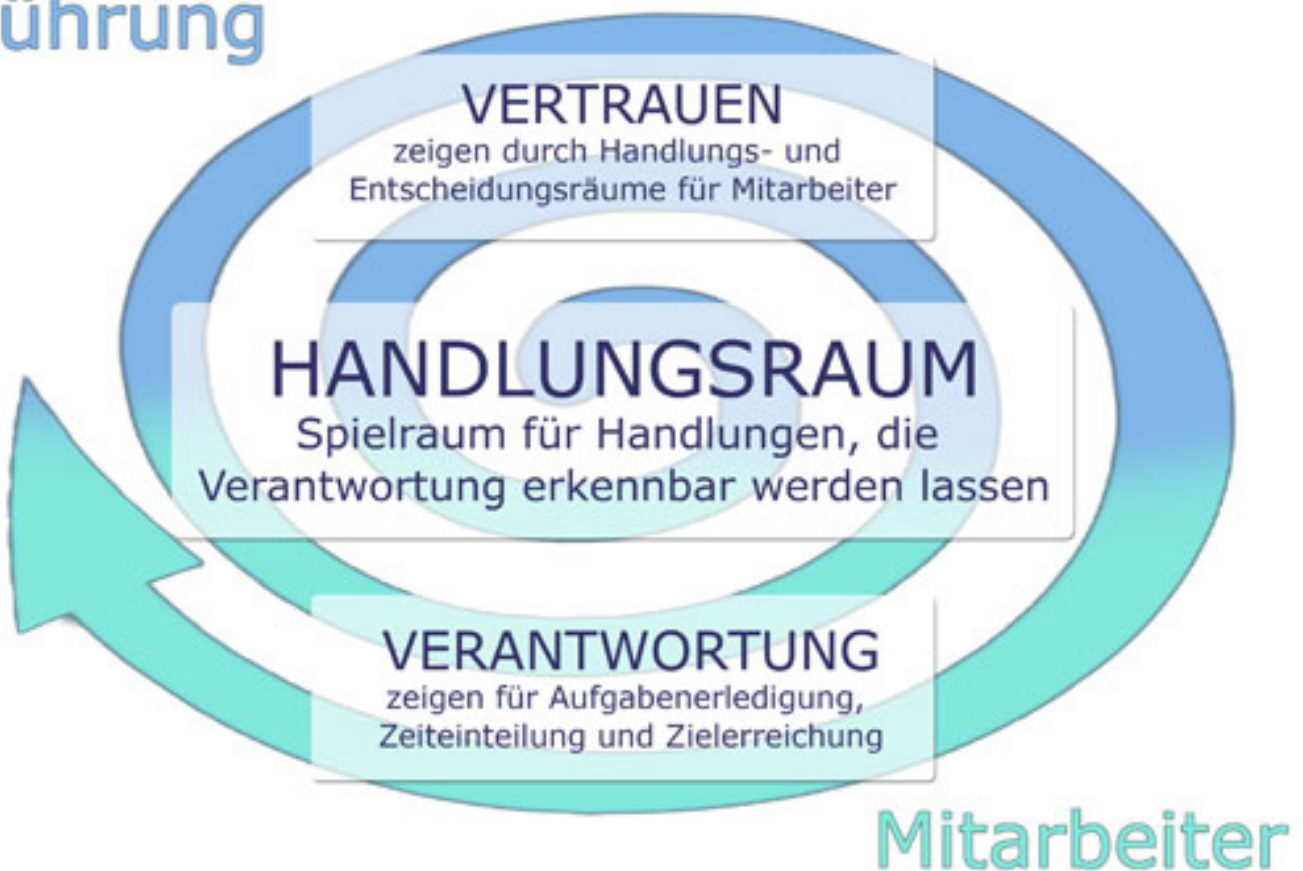 ührung
VERTRAUEN
zeigen durch Handlungs- und
Entscheidungsräume für Mitarbeiter
HANDLUNGSRAUM
Spielraum für Handlungen, die
Verantwortung erkennbar werden lassen
VERANTWORTUNG
zeigen für Aufgabenerledigung,
Zeiteinteilung und Zielerreichung
Mitarbeiter